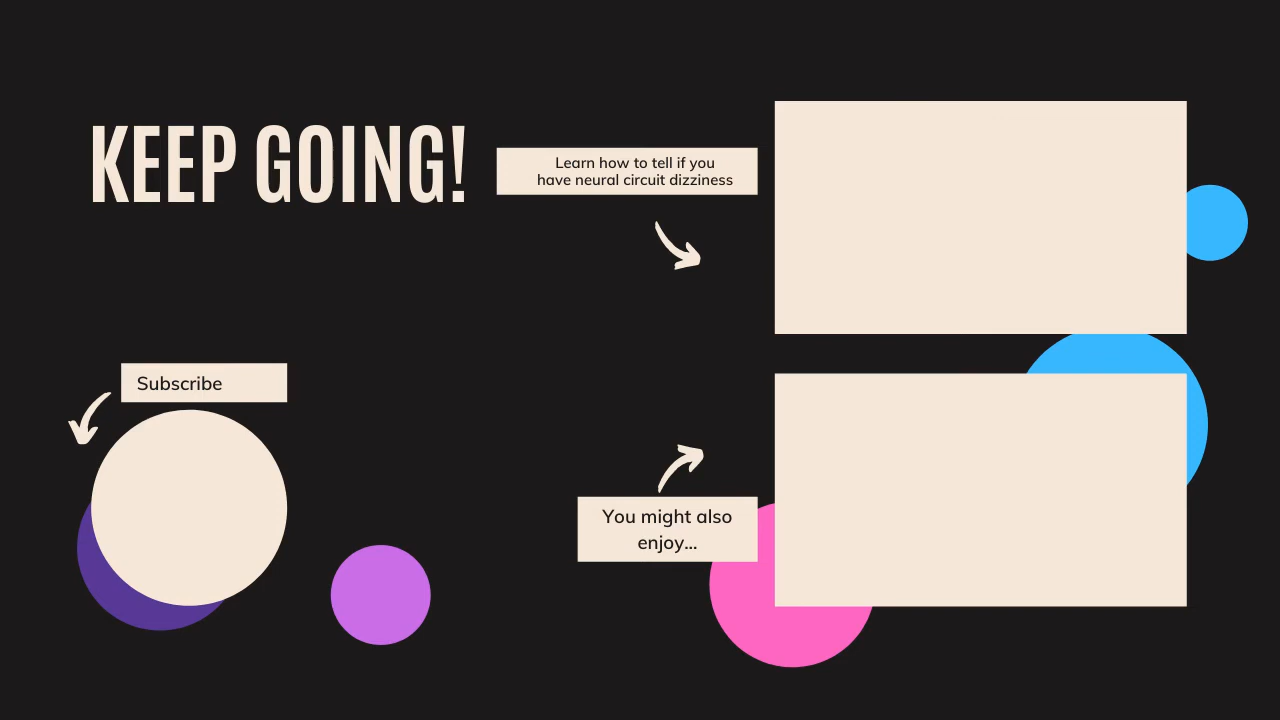 KEEP GOING!
Learn how to tell if you
have neural circuit dizziness
Subscribe
You might also
enjoy...